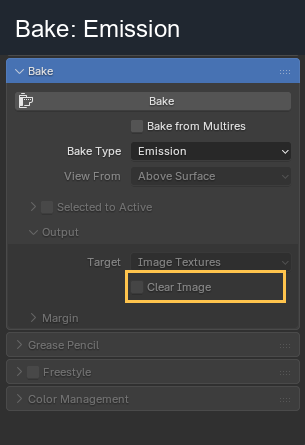 Bake: Emission
Bake
Bake
Bake from Multires
Bake Type Emission
View From Above Surface
Selected to Active
Output
Target Image Textures
Clear Image
Margin
Grease Pencil
Freestyle
Color Management